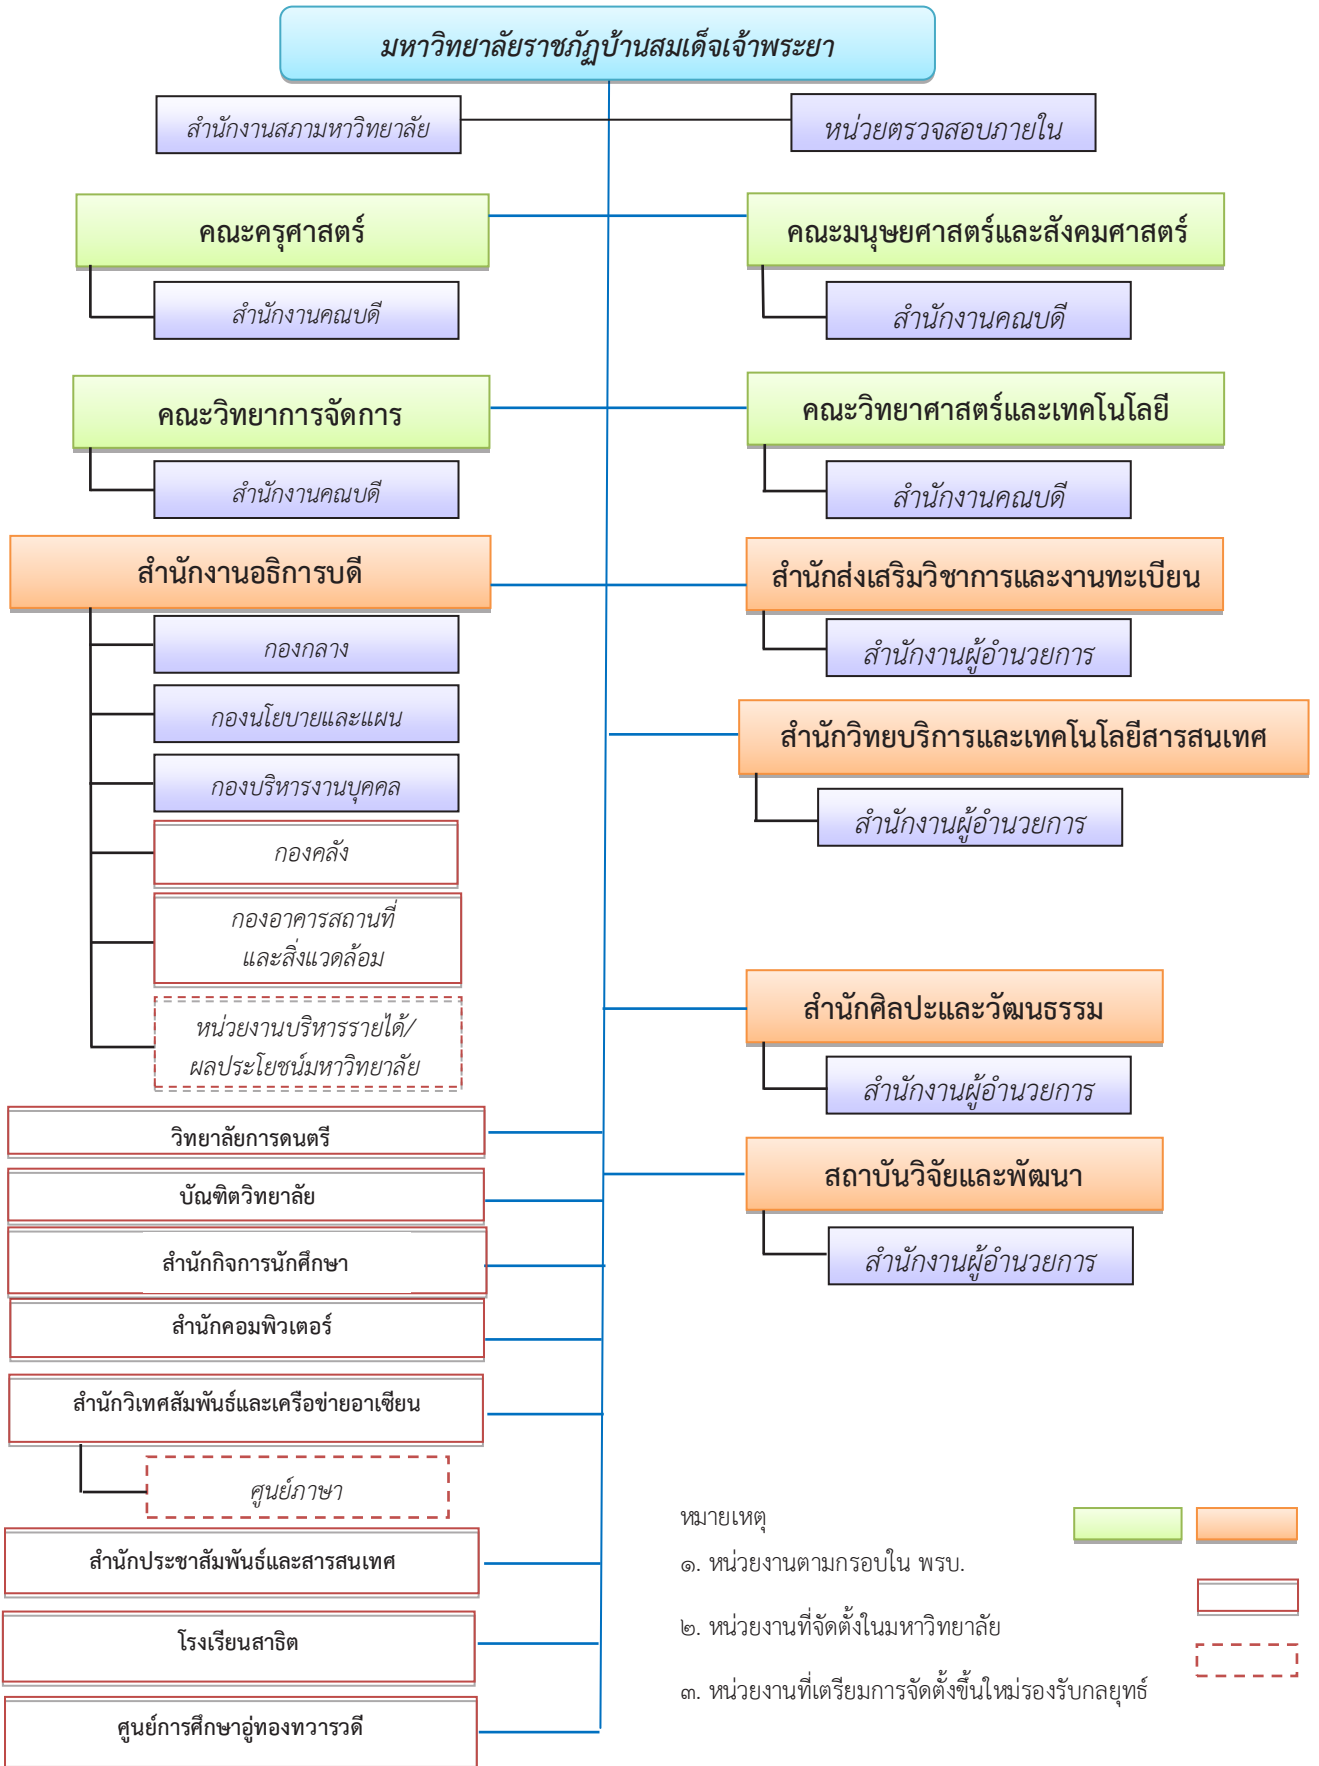 มหาวิทยาลัยราชภัฏบ้านสมเด็จเจ้าพระยา
สำนักงานสภามหาวิทยาลัย
หน่วยตรวจสอบภายใน
คณะครุศาสตร์
คณะมนุษยศาสตร์และสังคมศาสตร์
สำนักงานคณบดี
สำนักงานคณบดี
คณะวิทยาการจัดการ
คณะวิทยาศาสตร์และเทคโนโลยี
สำนักงานคณบดี
สำนักงานคณบดี
สำนักงานอธิการบดี
สำนักส่งเสริมวิชาการและงานทะเบียน
กองกลาง
สำนักงานผู้อำนวยการ
กองนโยบายและแผน
สำนักวิทยบริการและเทคโนโลยีสารสนเทศ
กองบริหารงานบุคคล
สำนักงานผู้อำนวยการ
กองคลัง
กองอาคารสถานที่
และสิ่งแวดล้อม
สำนักศิลปะและวัฒนธรรม
หน่วยงานบริหารรายได้/
ผลประโยชน์มหาวิทยาลัย
สำนักงานผู้อำนวยการ
วิทยาลัยการดนตรี
สถาบันวิจัยและพัฒนา
บัณฑิตวิทยาลัย
สำนักกิจการนักศึกษา
สำนักงานผู้อำนวยการ
สำนักคอมพิวเตอร์
สำนักวิเทศสัมพันธ์และเครือข่ายอาเซียน
ศูนย์ภาษา
สำนักประชาสัมพันธ์และสารสนเทศ
โรงเรียนสาธิต
ศูนย์การศึกษาอู่ทองทวารวดี
หมายเหตุ
๑. หน่วยงานตามกรอบใน พรบ.
๒. หน่วยงานที่จัดตั้งในมหาวิทยาลัย
๓. หน่วยงานที่เตรียมการจัดตั้งขึ้นใหม่รองรับกลยุทธ์